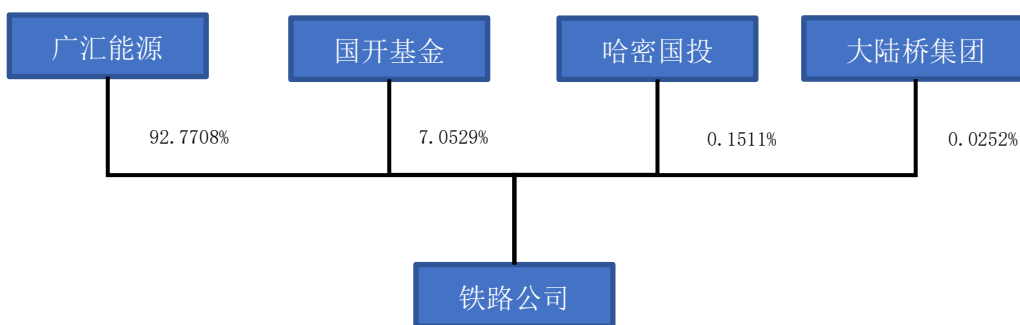 广汇能源
国开基金
哈密国投
大陆桥集团
92.7708%
7.0529%
0.1511%
0.0252%
铁路公司